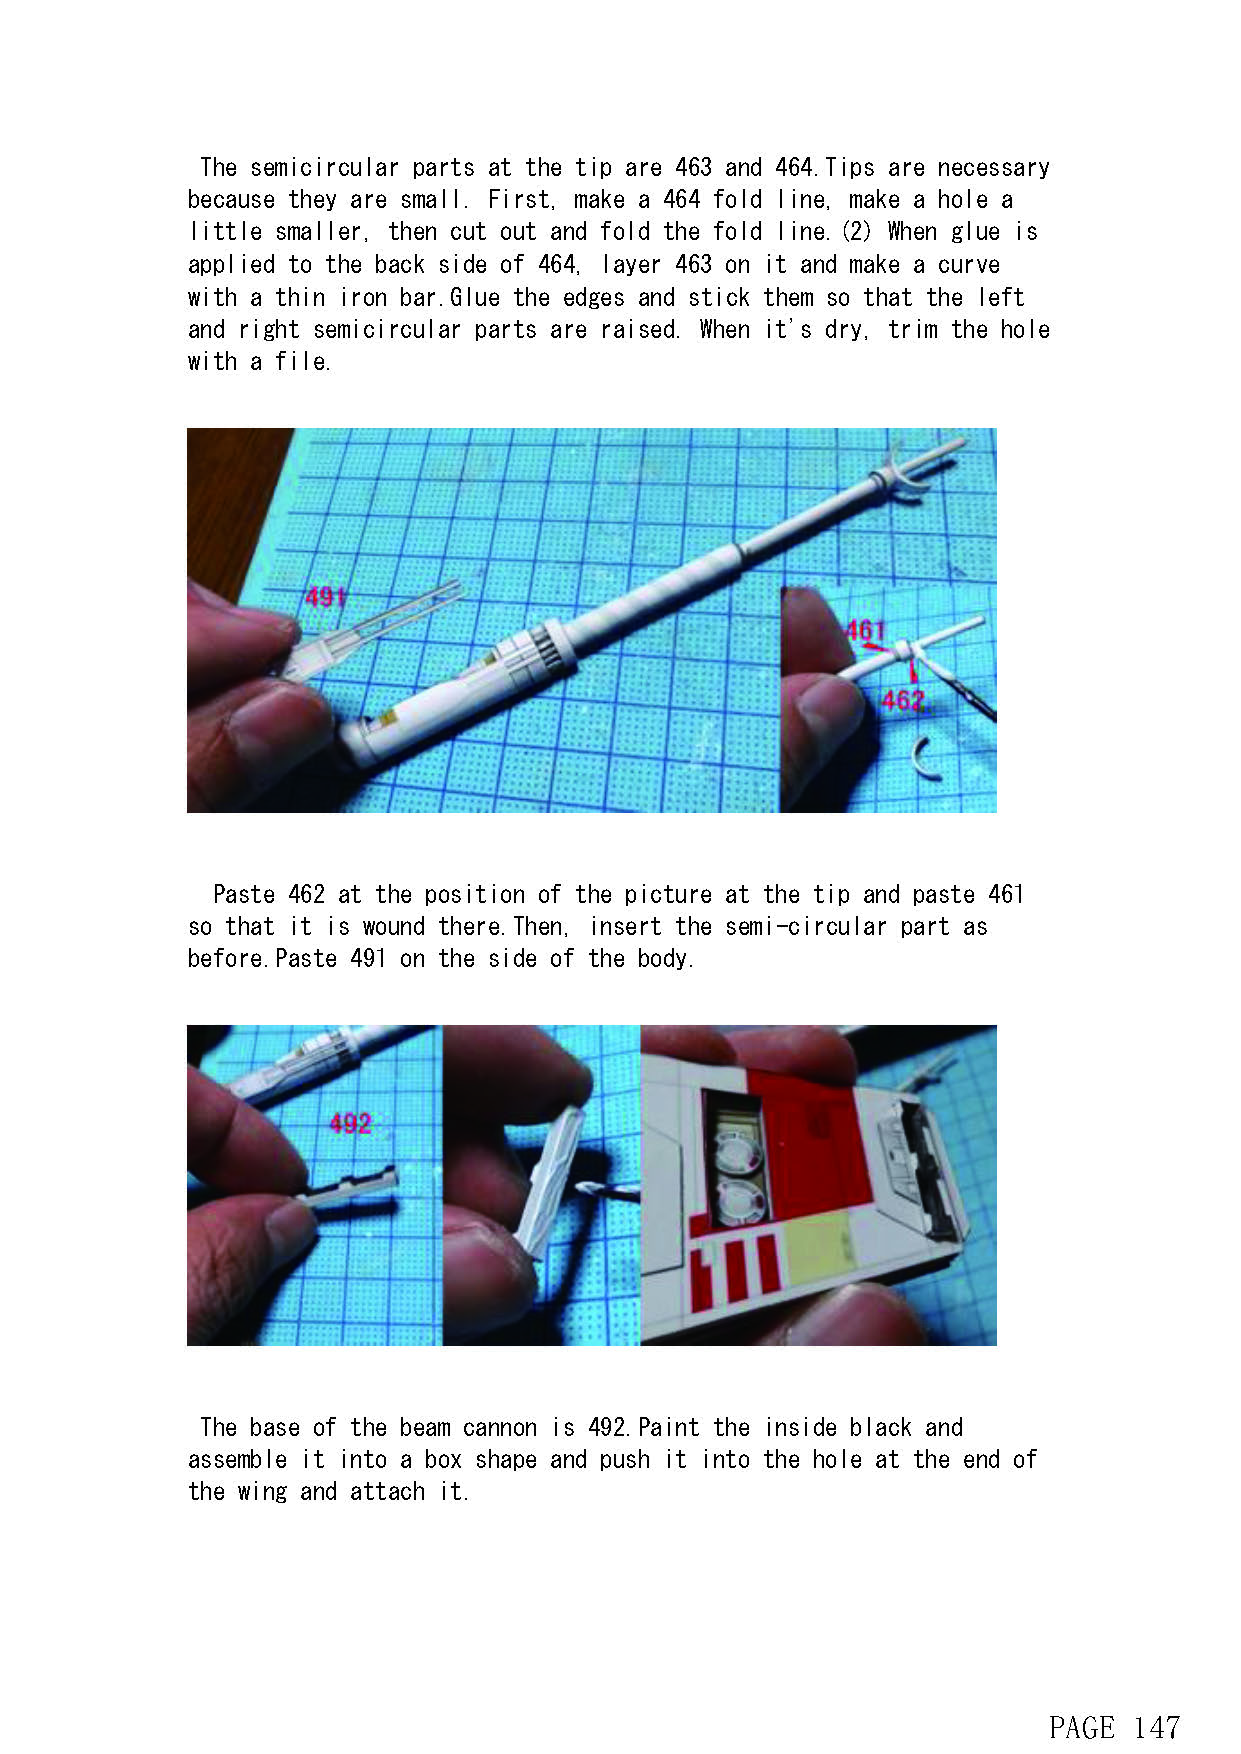 The semicircular parts at the tip are 463 and 464.Tips are necessary
because they are small. First, make a 464 fold line, make a hole a
little smaller, then cut out and fold the fold line.(2) When glue is
applied to the back side of 464, layer 463 on it and make a curve
with a thin iron bar.Glue the edges and stick them so that the left
and right semicircular parts are raised. When it's dry, trim the hole
with a file.
491
461
462
Paste 462 at the position of the picture at the tip and paste 461
so that it is wound there.Then, insert the semi-circular part as
before.Paste 491 on the side of the body.
492
The base of the beam cannon is 492.Paint the inside black and
assemble it into a box shape and push it into the hole at the end of
the wing and attach it.
PAGE 147